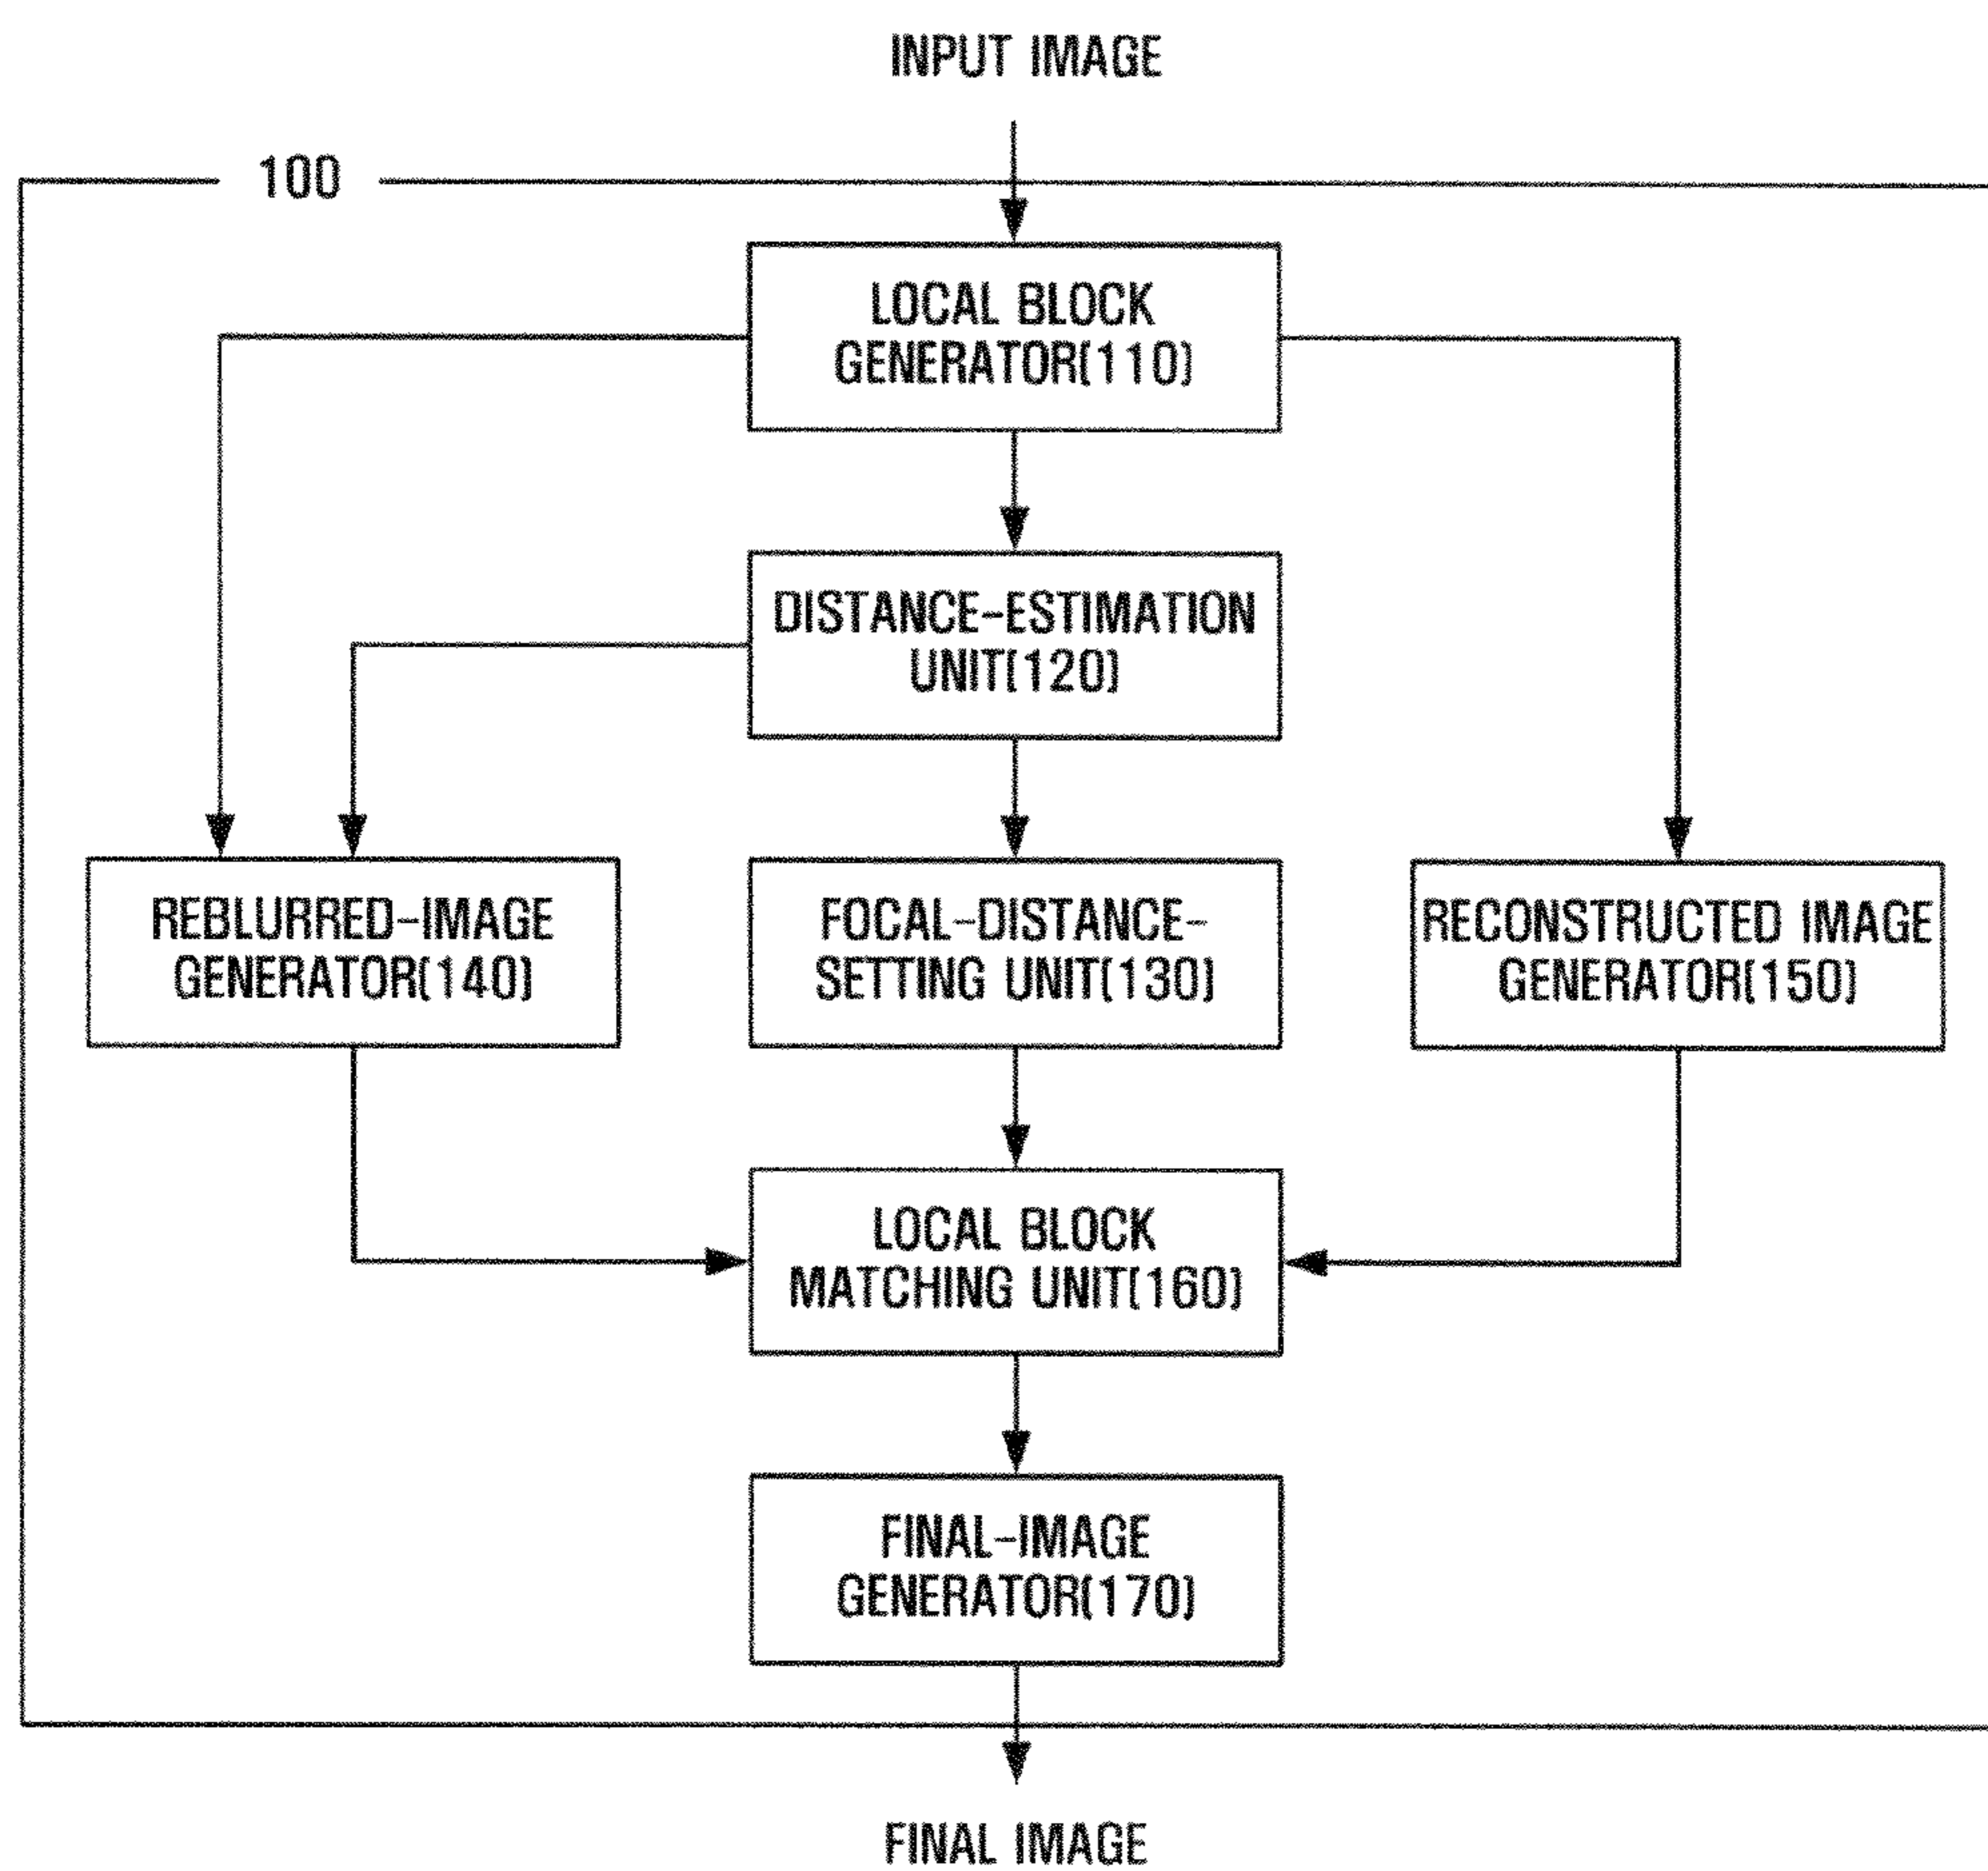 INPUT IMAGE
100
LOCAL BLOCK
GENERATOR(110)
DISTANCE-ESTIMATION
UNIT(120)
REBLURRED-IMAGE
GENERATOR(140)
FOCAL-DISTANCE-
SETTING UNIT(130)
RECONSTRUCTED IMAGE
GENERATOR(150)
LOCAL BLOCK
MATCHING UNIT(160)
FINAL-IMAGE
GENERATOR(170)
FINAL IMAGE